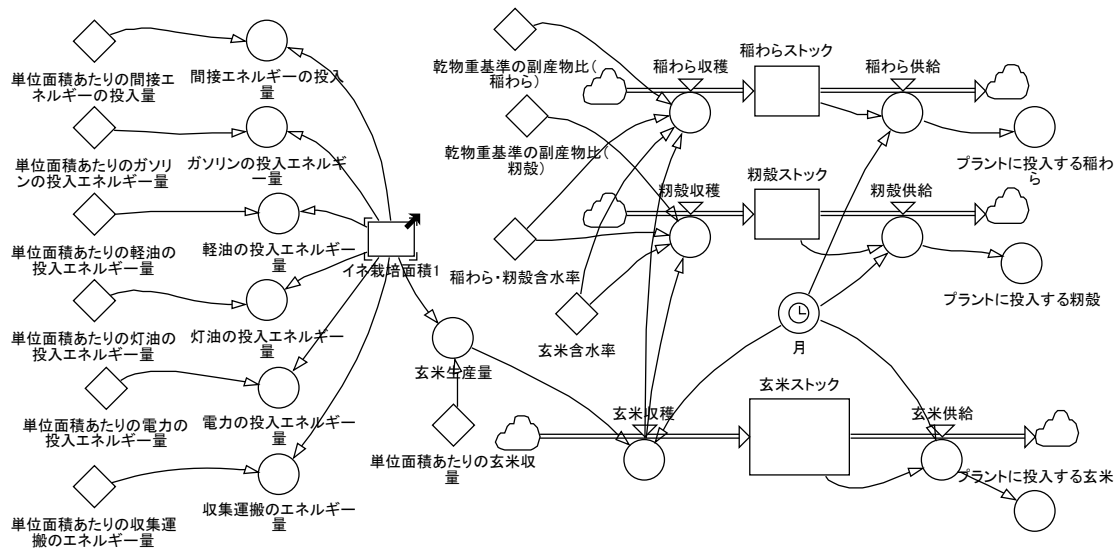 単位面積あたりの間接エ
ネルギーの投入量
間接エネルギーの投入
量
単位面積あたりのガソリ
ンの投入エネルギー量
ガソリンの投入エネルギ
ー量
単位面積あたりの軽油の
投入エネルギー量
軽油の投入エネルギー
量
イネ栽培面積1
単位面積あたりの灯油の
投入エネルギー量
灯油の投入エネルギー
量
単位面積あたりの電力の
投入エネルギー量
電力の投入エネルギー
量
単位面積あたりの収集運
搬のエネルギー量
収集運搬のエネルギー
量
玄米生産量
単位面積あたりの玄米収
量
乾物重基準の副産物比(
稲わら)
乾物重基準の副産物比(
籾殻)
稲わら・籾殻含水率
玄米含水率
稲わら収穫
稲わらストック
稲わら供給
プラントに投入する稲わ
ら
籾殻収穫
籾殻ストック
籾殻供給
プラントに投入する籾殻
月
玄米収穫
玄米ストック
玄米供給
プラントに投入する玄米